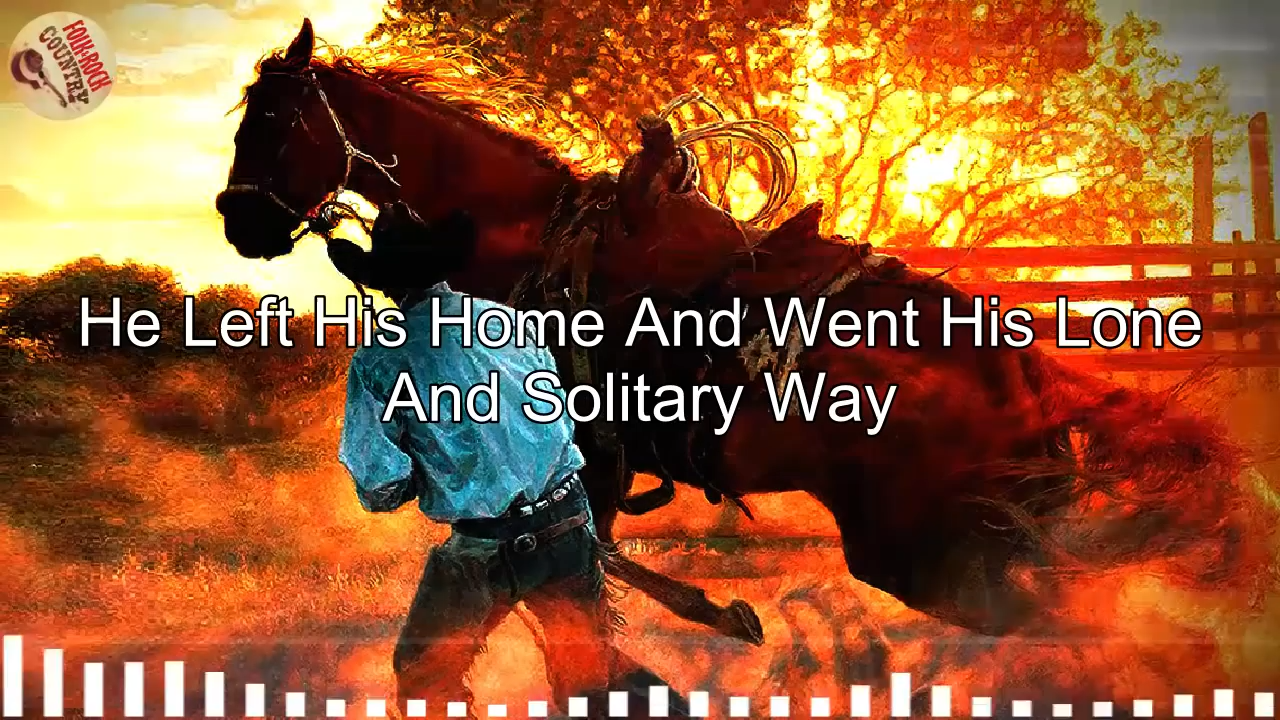 FOLK & ROCK
COUNTRY
He Left His Home And Went His Lone
And Solitary Way